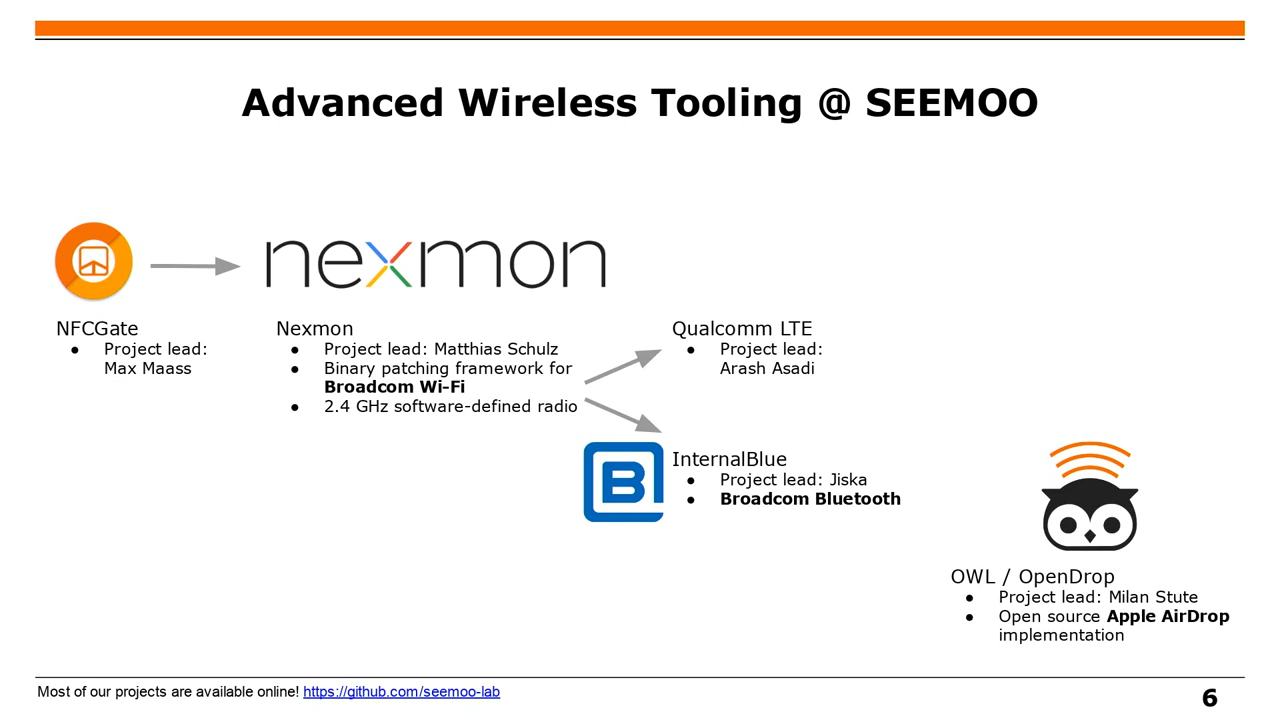 Advanced Wireless Tooling @ SEEMOO
nexmon
NFCGate
● Project lead:
Max Maass
Nexmon
● Project lead: Matthias Schulz
● Binary patching framework for
Broadcom Wi-Fi
● 2.4 GHz software-defined radio
Qualcomm LTE
● Project lead:
Arash Asadi
B
InternalBlue
● Project lead: Jiska
● Broadcom Bluetooth
OWL / OpenDrop
● Project lead: Milan Stute
● Open source Apple AirDrop
implementation
Most of our projects are available online! https://github.com/seemoo-lab
6